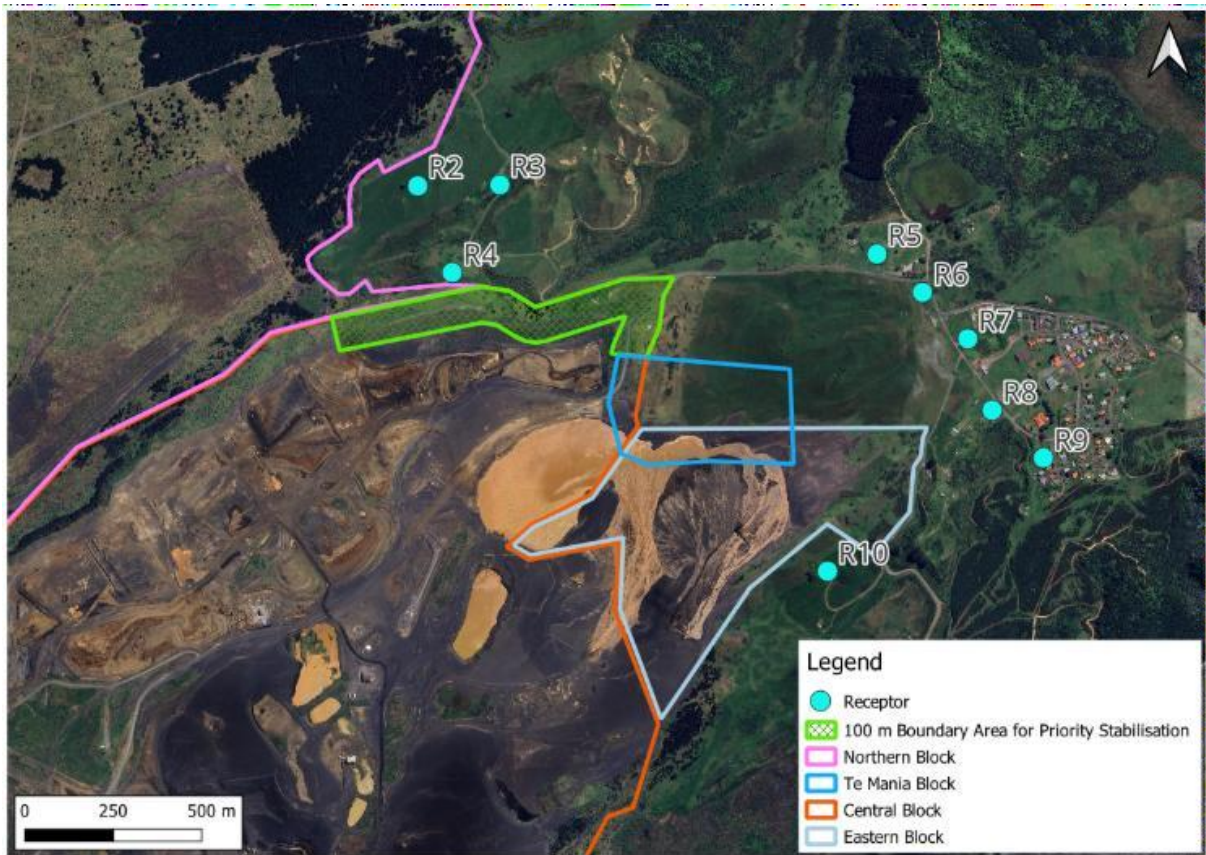 R2
R3
R4
R5
R6
R7
R8
R9
R10
Legend
Receptor
100 m Boundary Area for Priority Stabilisation
Northern Block
Te Mania Block
Central Block
Eastern Block
0 250 500 m